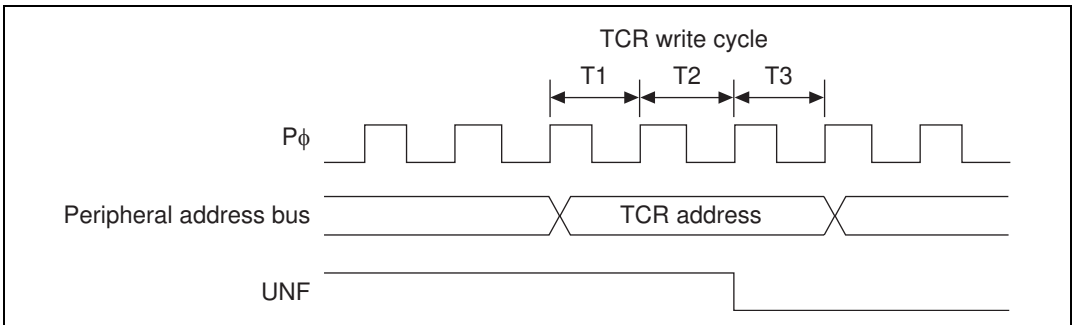 TCR write cycle
T1 T2 T3
Pϕ
Peripheral address bus
TCR address
UNF